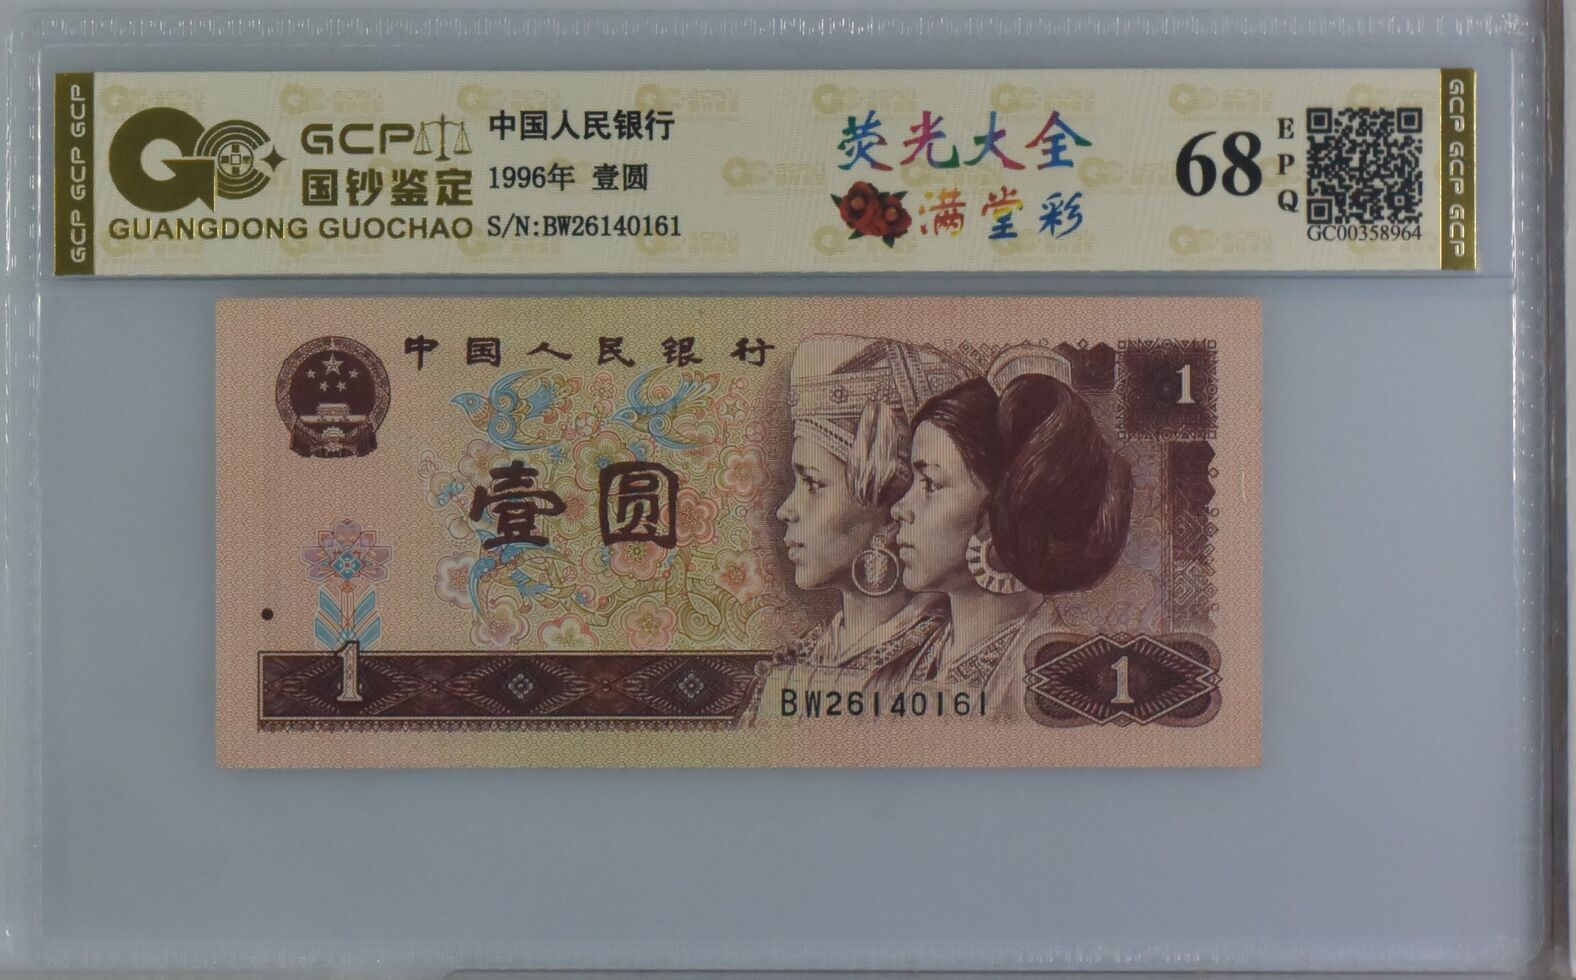 GCP GCP GCP
GCP
国钞鉴定
GUANGDONG GUOCHAO
中国人民银行
1996年 壹圆
S/N:BW26140161
荧光大全
满堂彩
68
EPQ
GC00358964
GCP GCP GCP
中国人民银行
1
壹圆
1
BW26140161
1